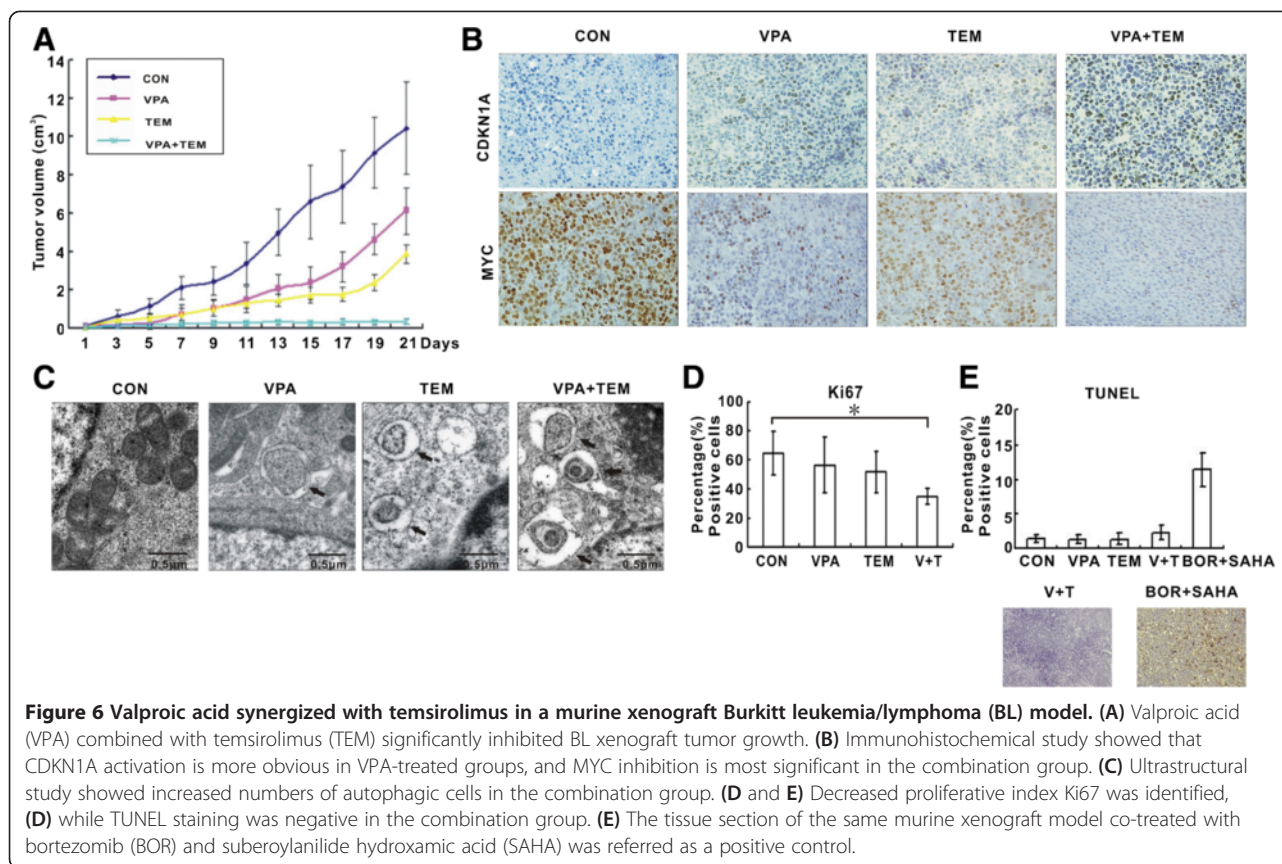 A
14
12
10
8
6
4
2
0
Tumor volume (cm³)
CON
VPA
TEM
VPA+TEM
1 3 5 7 9 11 13 15 17 19 21 Days
B
CON VPA TEM VPA+TEM
CDKN1A
MYC
C
CON VPA TEM VPA+TEM
0.5μm 0.5μm 0.5μm 0.5μm
D
Ki67
*
Percentage(%)
Positive cells
100
80
60
40
20
0
CON VPA TEM V+T
E
TUNEL
Percentage(%)
Positive cells
20
15
10
5
0
CON VPA TEM V+T BOR+SAHA
V+T BOR+SAHA
Figure 6 Valproic acid synergized with temsirolimus in a murine xenograft Burkitt leukemia/lymphoma (BL) model. (A) Valproic acid
(VPA) combined with temsirolimus (TEM) significantly inhibited BL xenograft tumor growth. (B) Immunohistochemical study showed that
CDKN1A activation is more obvious in VPA-treated groups, and MYC inhibition is most significant in the combination group. (C) Ultrastructural
study showed increased numbers of autophagic cells in the combination group. (D and E) Decreased proliferative index Ki67 was identified,
(D) while TUNEL staining was negative in the combination group. (E) The tissue section of the same murine xenograft model co-treated with
bortezomib (BOR) and suberoylanilide hydroxamic acid (SAHA) was referred as a positive control.